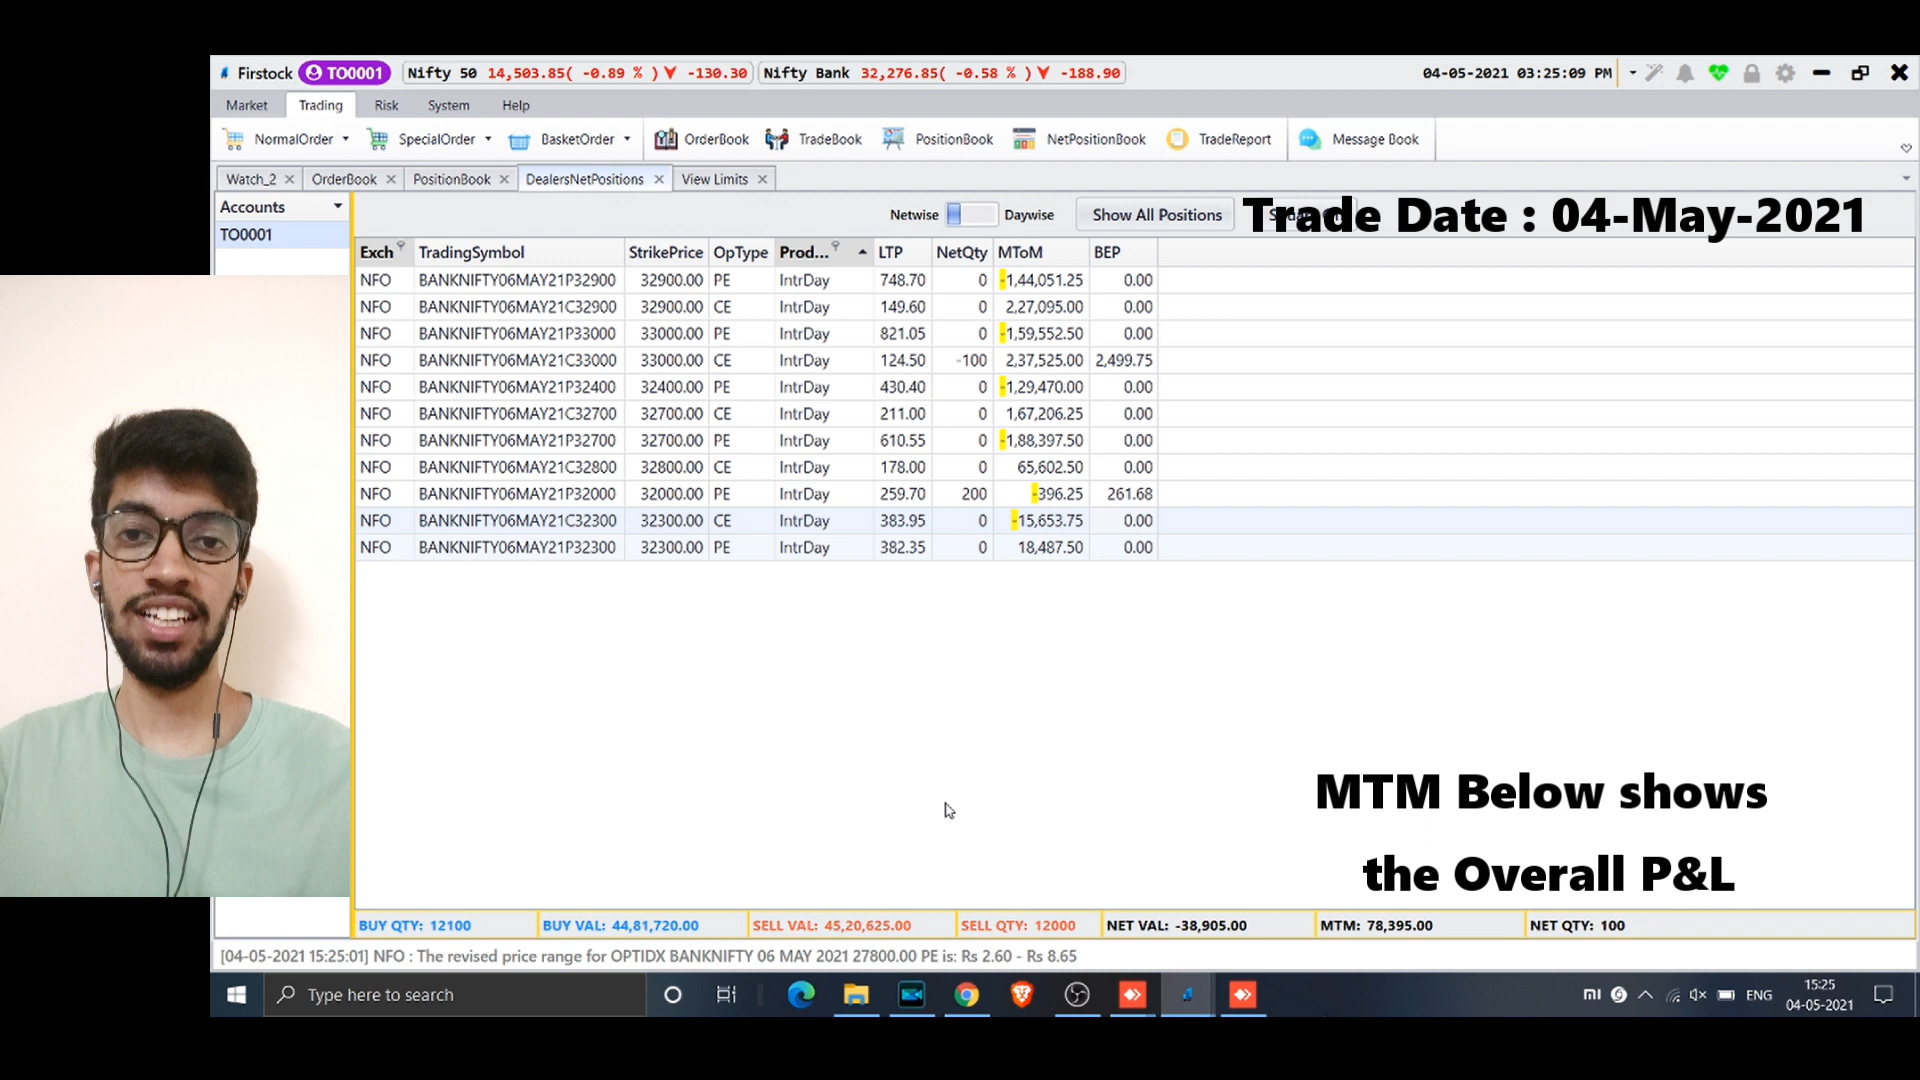 Firstock TO0001 Nifty 50 14,503.85( -0.89 % ) -130.30 Nifty Bank 32,276.85( -0.58 % ) -188.90 04-05-2021 03:25:09 PM
Market Trading Risk System Help
NormalOrder SpecialOrder BasketOrder OrderBook TradeBook PositionBook NetPositionBook TradeReport Message Book
Watch_2 OrderBook PositionBook DealersNetPositions View Limits
Accounts
TO0001
Netwise Daywise Show All Positions
Trade Date : 04-May-2021
Exch TradingSymbol StrikePrice OpType Prod... LTP NetQty MToM BEP
NFO BANKNIFTY06MAY21P32900 32900.00 PE IntrDay 748.70 0 -1,44,051.25 0.00
NFO BANKNIFTY06MAY21C32900 32900.00 CE IntrDay 149.60 0 2,27,095.00 0.00
NFO BANKNIFTY06MAY21P33000 33000.00 PE IntrDay 821.05 0 -1,59,552.50 0.00
NFO BANKNIFTY06MAY21C33000 33000.00 CE IntrDay 124.50 -100 2,37,525.00 2,499.75
NFO BANKNIFTY06MAY21P32400 32400.00 PE IntrDay 430.40 0 -1,29,470.00 0.00
NFO BANKNIFTY06MAY21C32700 32700.00 CE IntrDay 211.00 0 1,67,206.25 0.00
NFO BANKNIFTY06MAY21P32700 32700.00 PE IntrDay 610.55 0 -1,88,397.50 0.00
NFO BANKNIFTY06MAY21C32800 32800.00 CE IntrDay 178.00 0 65,602.50 0.00
NFO BANKNIFTY06MAY21P32000 32000.00 PE IntrDay 259.70 200 -396.25 261.68
NFO BANKNIFTY06MAY21C32300 32300.00 CE IntrDay 383.95 0 -15,653.75 0.00
NFO BANKNIFTY06MAY21P32300 32300.00 PE IntrDay 382.35 0 18,487.50 0.00
MTM Below shows
the Overall P&L
BUY QTY: 12100 BUY VAL: 44,81,720.00 SELL VAL: 45,20,625.00 SELL QTY: 12000 NET VAL: -38,905.00 MTM: 78,395.00 NET QTY: 100
[04-05-2021 15:25:01] NFO : The revised price range for OPTIDX BANKNIFTY 06 MAY 2021 27800.00 PE is: Rs 2.60 - Rs 8.65
Type here to search
ENG
15:25
04-05-2021